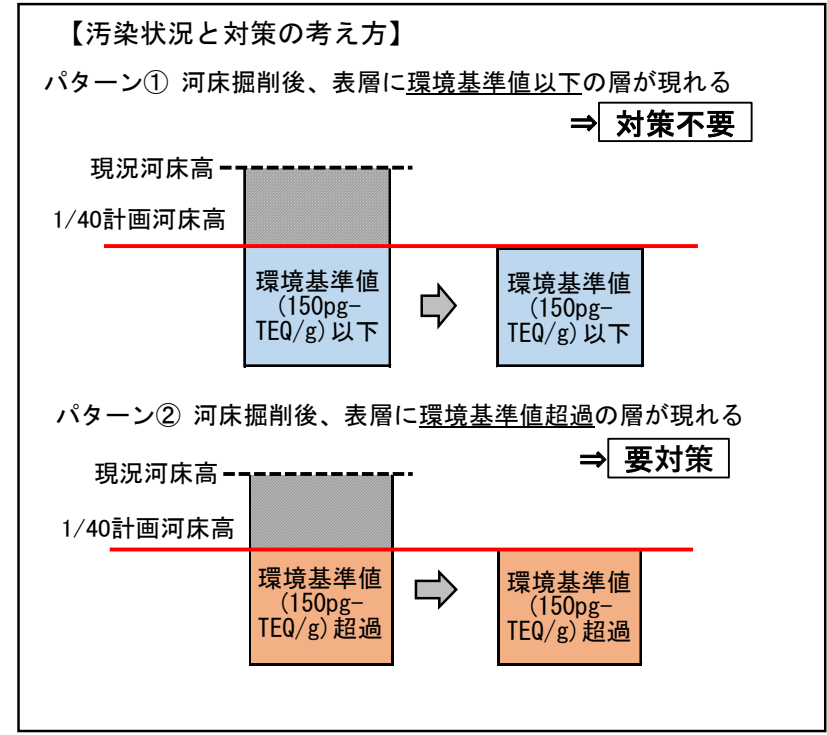 【汚染状況と対策の考え方】
パターン① 河床掘削後、表層に環境基準値以下の層が現れる
⇒ 対策不要
現況河床高
1/40計画河床高
環境基準値
(150pg-
TEQ/g)以下
環境基準値
(150pg-
TEQ/g)以下
パターン② 河床掘削後、表層に環境基準値超過の層が現れる
⇒ 要対策
現況河床高
1/40計画河床高
環境基準値
(150pg-
TEQ/g)超過
環境基準値
(150pg-
TEQ/g)超過